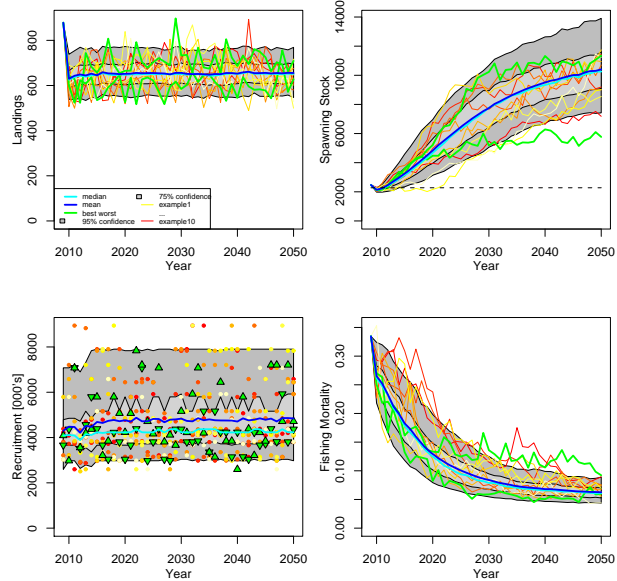 Landings
0 200 400 600 800
2010 2020 2030 2040 2050
Year
median
mean
best worst
95% confidence
75% confidence
example1
...
example10
Spawning Stock
2000 6000 10000 14000
2010 2020 2030 2040 2050
Year
Recruitment [000's]
0 2000 4000 6000 8000
2010 2020 2030 2040 2050
Year
Fishing Mortality
0.00 0.10 0.20 0.30
2010 2020 2030 2040 2050
Year